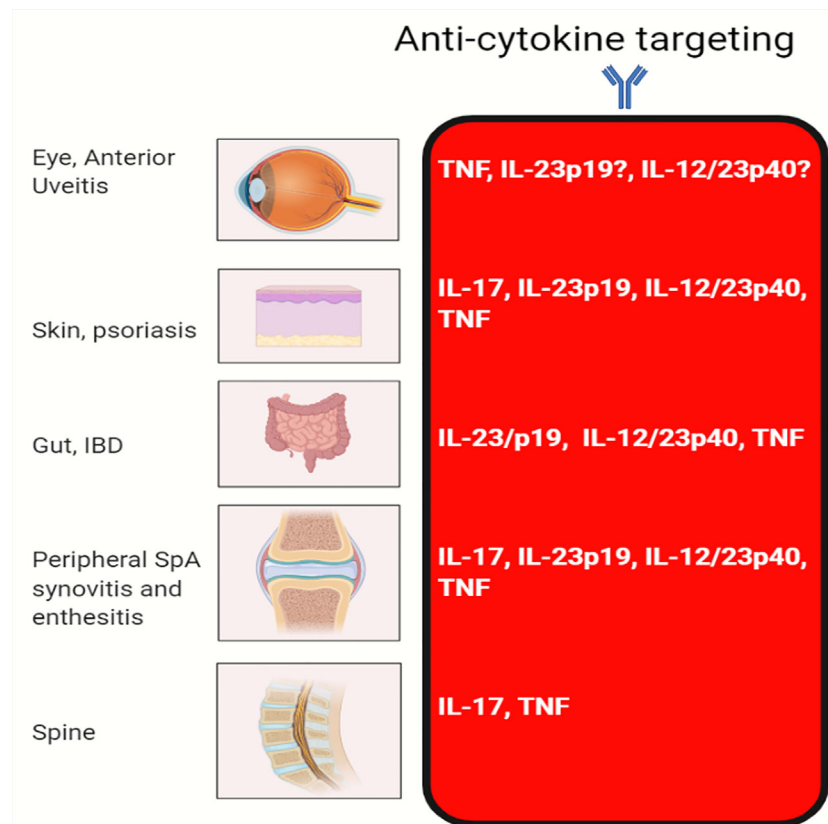 Anti-cytokine targeting
Eye, Anterior
Uveitis
TNF, IL-23p19?, IL-12/23p40?
Skin, psoriasis
IL-17, IL-23p19, IL-12/23p40,
TNF
Gut, IBD
IL-23/p19, IL-12/23p40, TNF
Peripheral SpA
synovitis and
enthesitis
IL-17, IL-23p19, IL-12/23p40,
TNF
Spine
IL-17, TNF